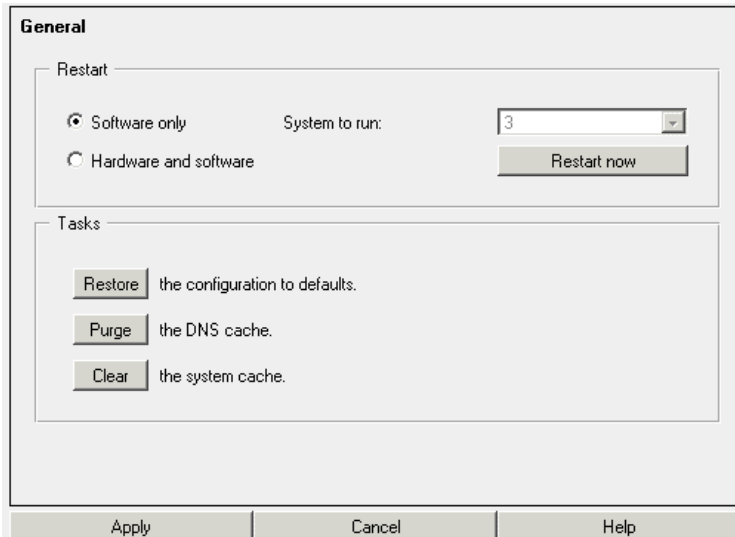 General
Restart
Software only System to run: 3
Hardware and software Restart now
Tasks
Restore the configuration to defaults.
Purge the DNS cache.
Clear the system cache.
Apply Cancel Help